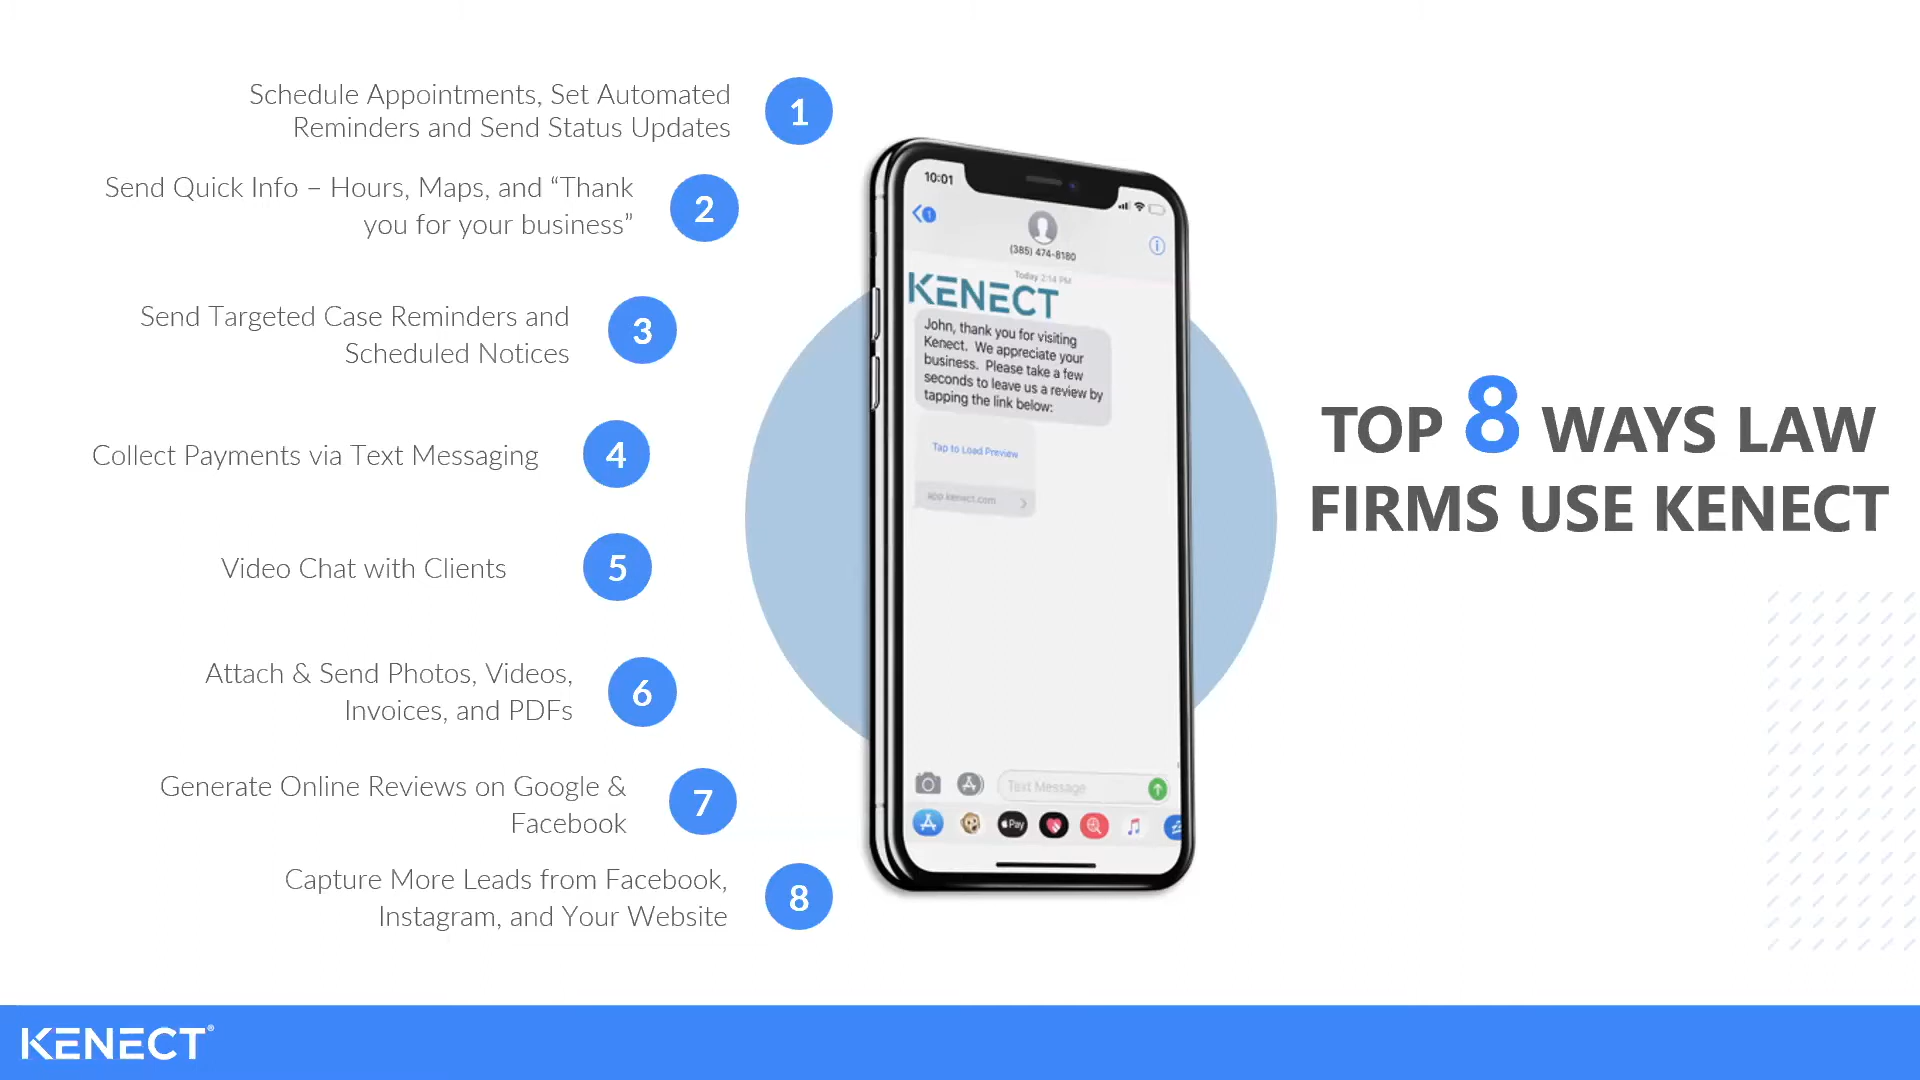 Schedule Appointments, Set Automated
Reminders and Send Status Updates
1
Send Quick Info – Hours, Maps, and “Thank
you for your business”
2
Send Targeted Case Reminders and
Scheduled Notices
3
Collect Payments via Text Messaging
4
Video Chat with Clients
5
Attach & Send Photos, Videos,
Invoices, and PDFs
6
Generate Online Reviews on Google &
Facebook
7
Capture More Leads from Facebook,
Instagram, and Your Website
8
10:01
1
(385) 474-8180
Today 2:14 PM
KENECT
John, thank you for visiting
Kenect. We appreciate your
business. Please take a few
seconds to leave us a review by
tapping the link below:
Tap to Load Preview
app.kenect.com
Text Message
Pay
TOP 8 WAYS LAW
FIRMS USE KENECT
KENECT®